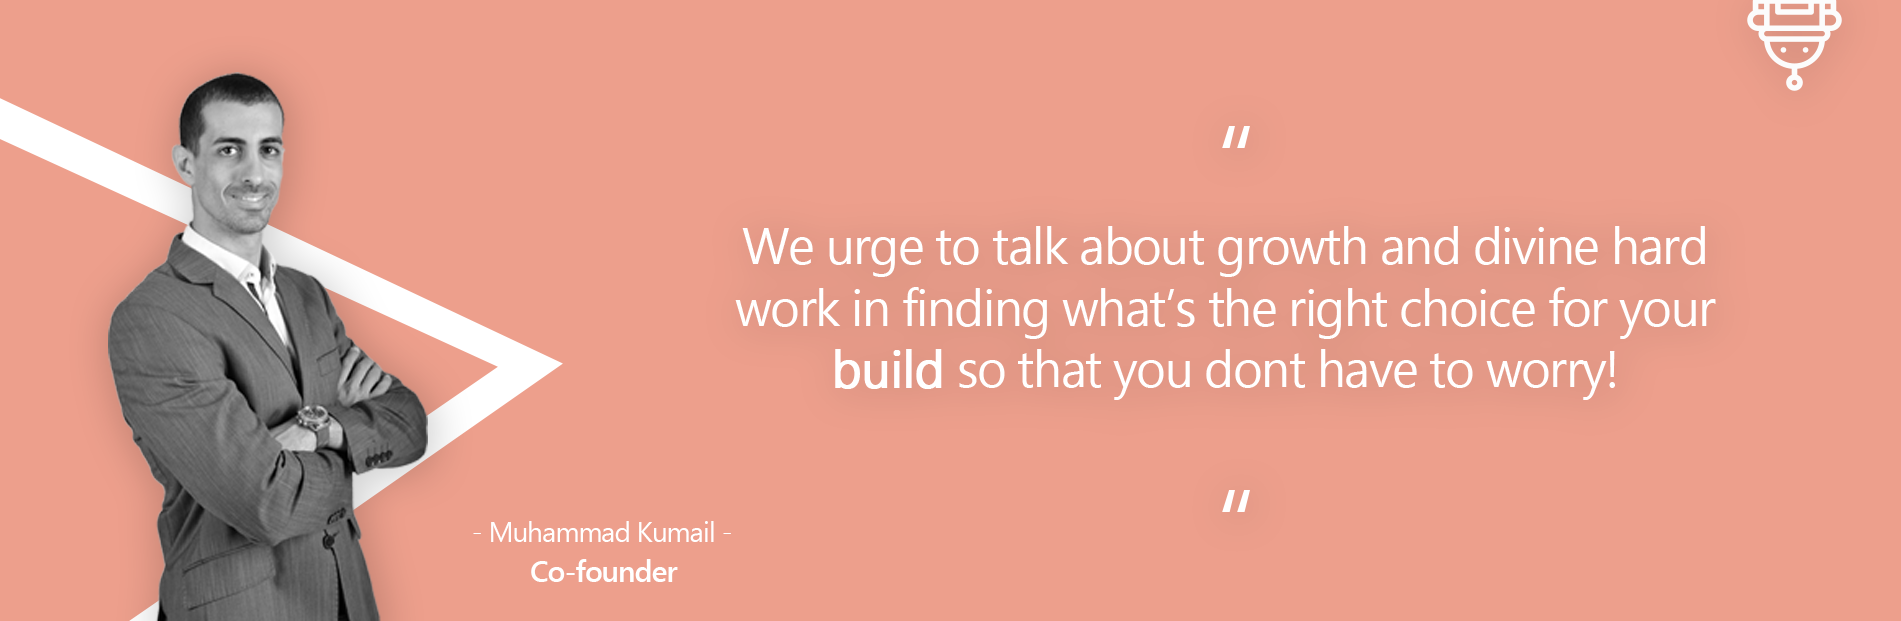 “
We urge to talk about growth and divine hard
work in finding what‘s the right choice for your
build so that you dont have to worry!
“
- Muhammad Kumail -
Co-founder